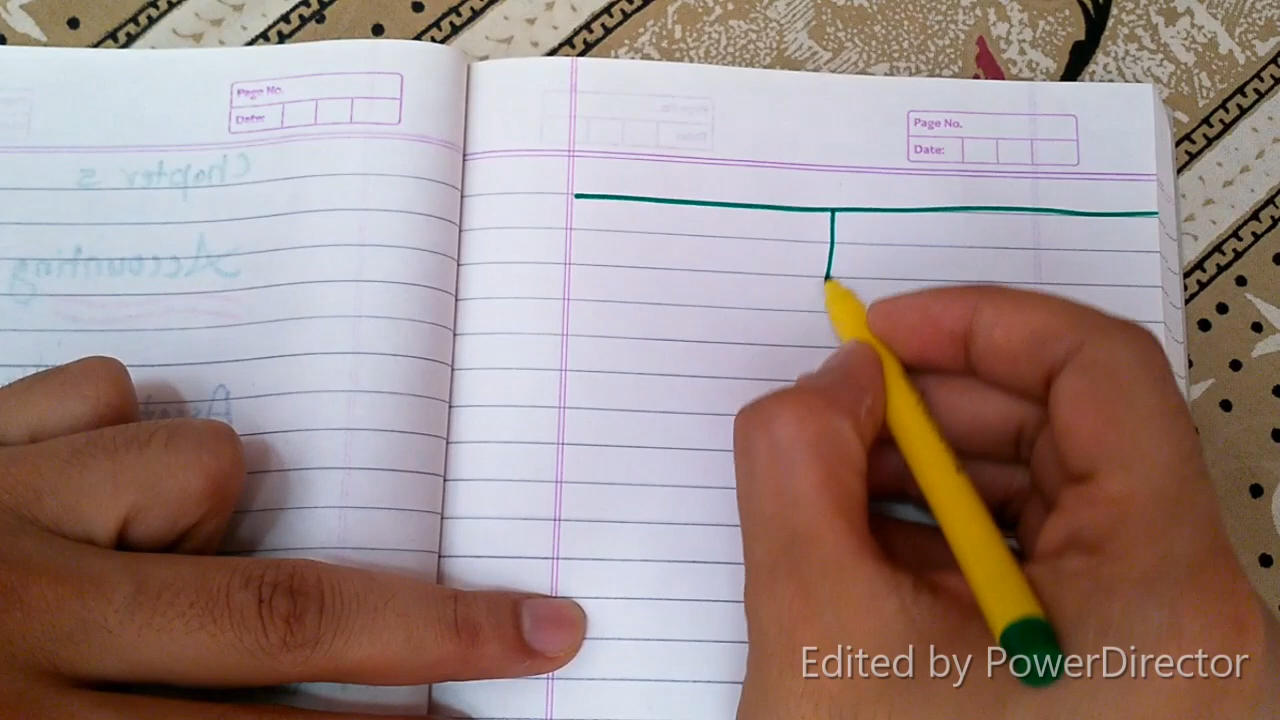 Page No.
Date:
Page No.
Date:
Chapter 5
Accounting
Edited by PowerDirector